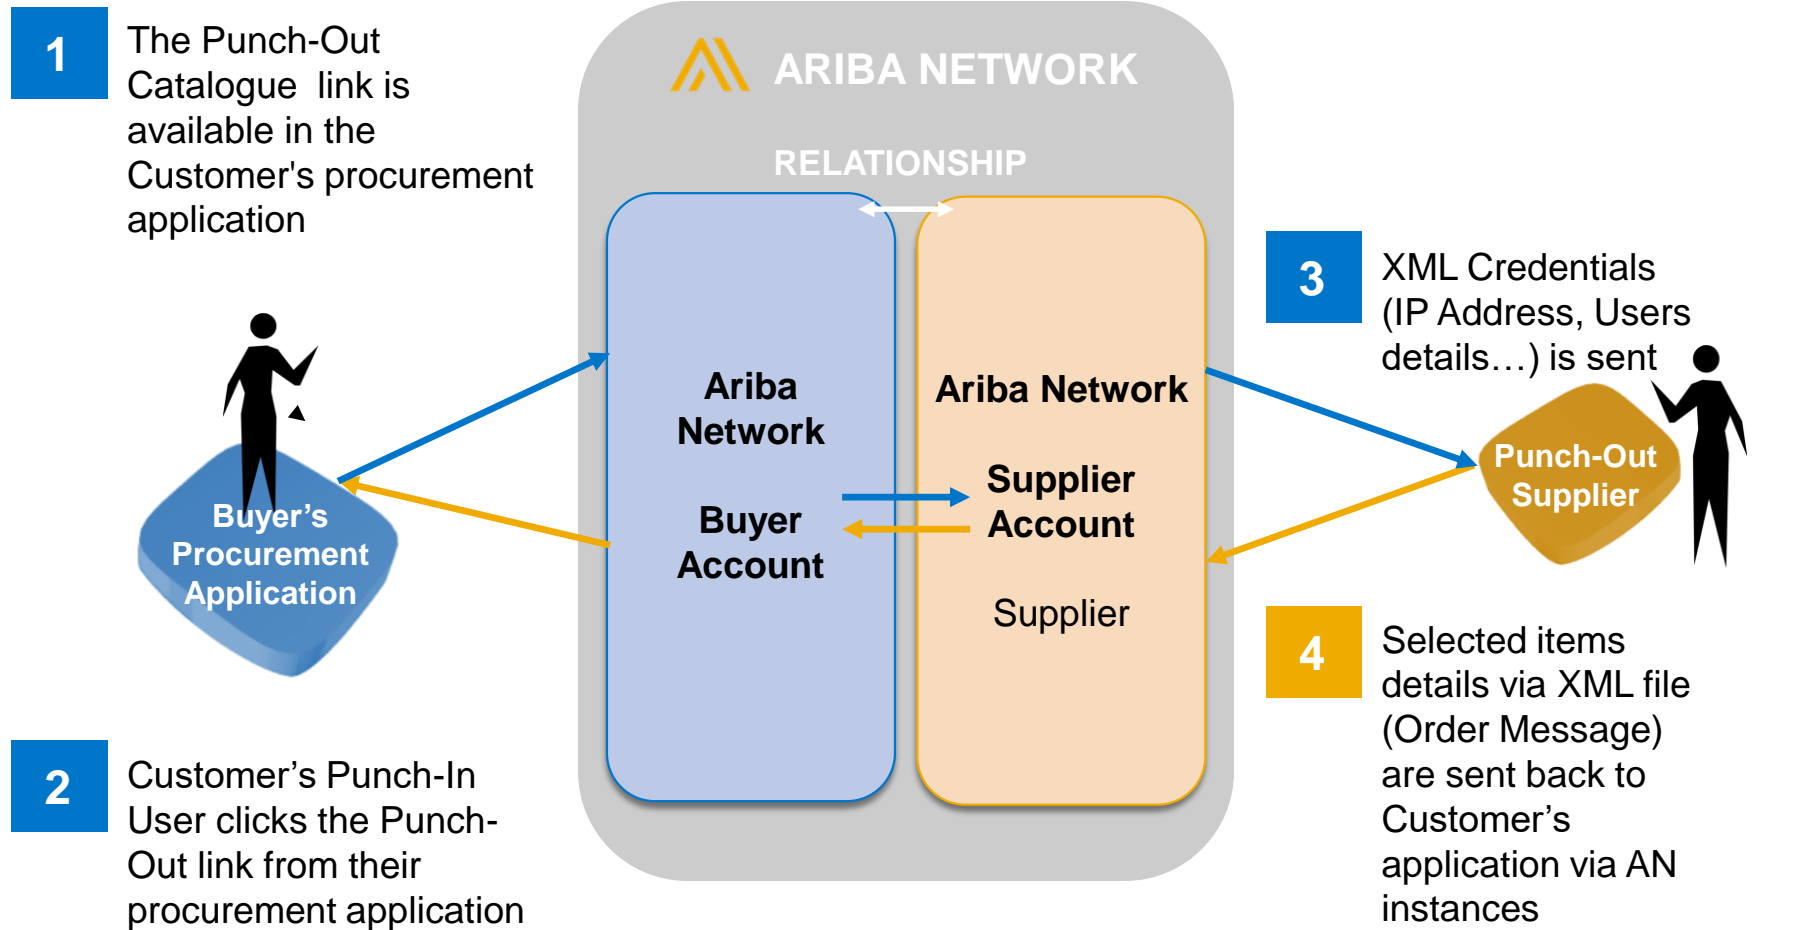 1
The Punch-Out
Catalogue link is
available in the
Customer's procurement
application
ARIBA NETWORK
RELATIONSHIP
Ariba
Network
Buyer
Account
Ariba Network
Supplier
Account
Supplier
Buyer's
Procurement
Application
2
Customer’s Punch-In
User clicks the Punch-
Out link from their
procurement application
3
XML Credentials
(IP Address, Users
details…) is sent
Punch-Out
Supplier
4
Selected items
details via XML file
(Order Message)
are sent back to
Customer’s
application via AN
instances